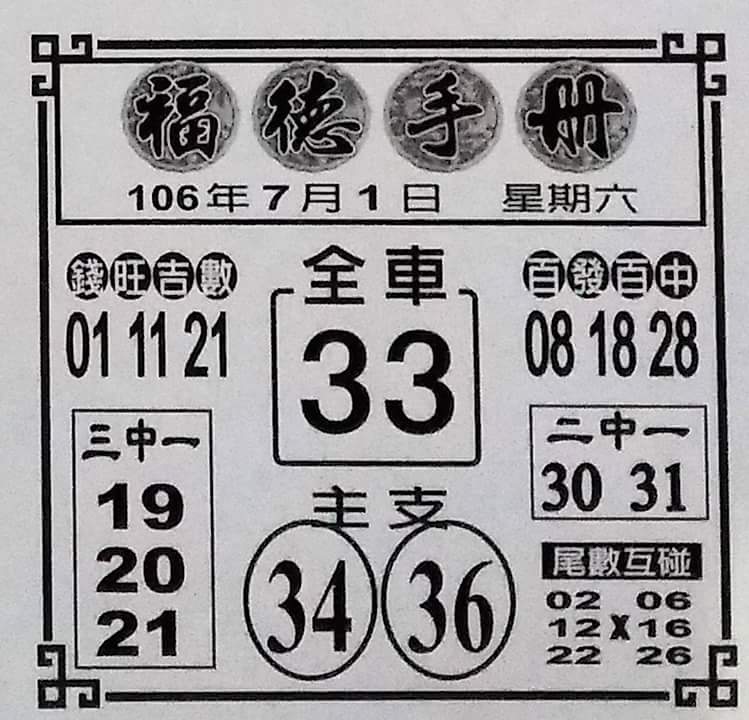 福德手册
106年7月1日 星期六
錢旺吉數
01 11 21
全車
33
百發百中
08 18 28
三中一
19
20
21
主支
34 36
二中一
30 31
尾數互碰
02 06
12 X 16
22 26